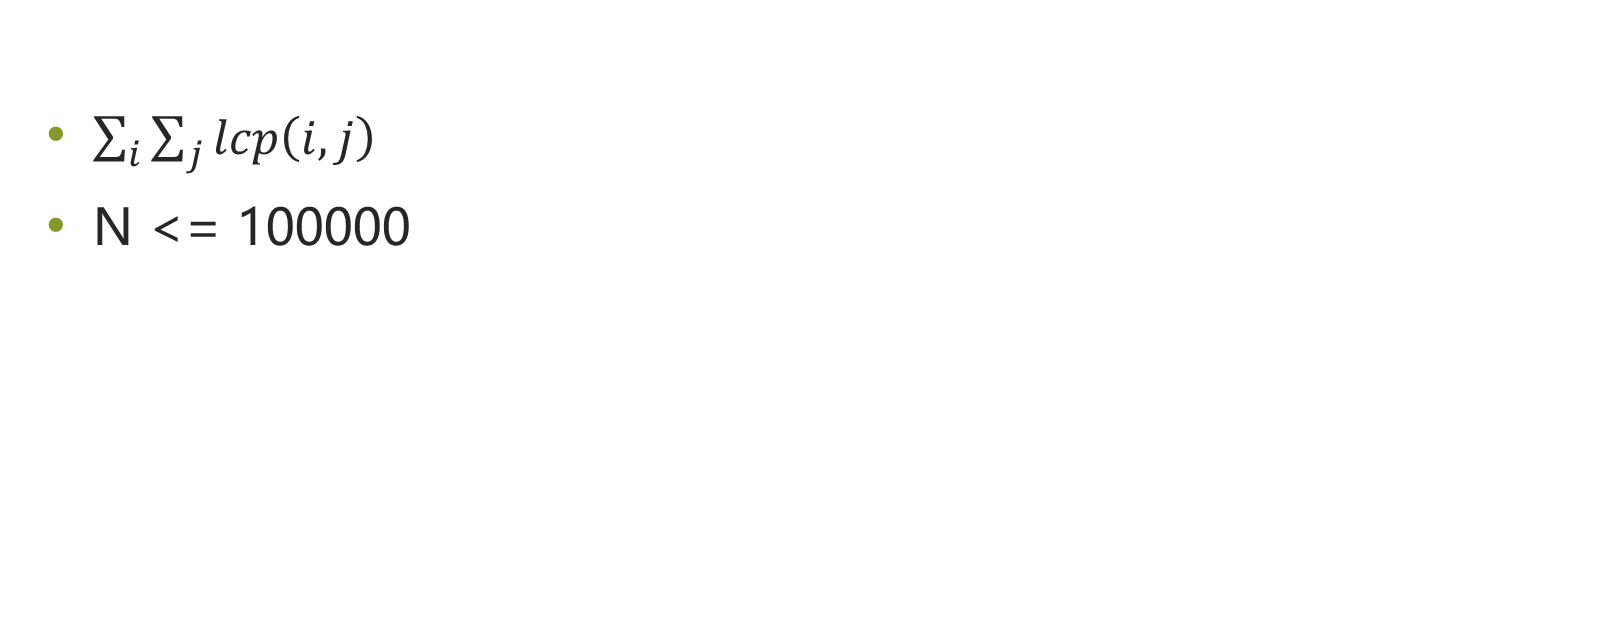 • ∑ᵢ ∑ⱼ lcp(i, j)
• N <= 100000